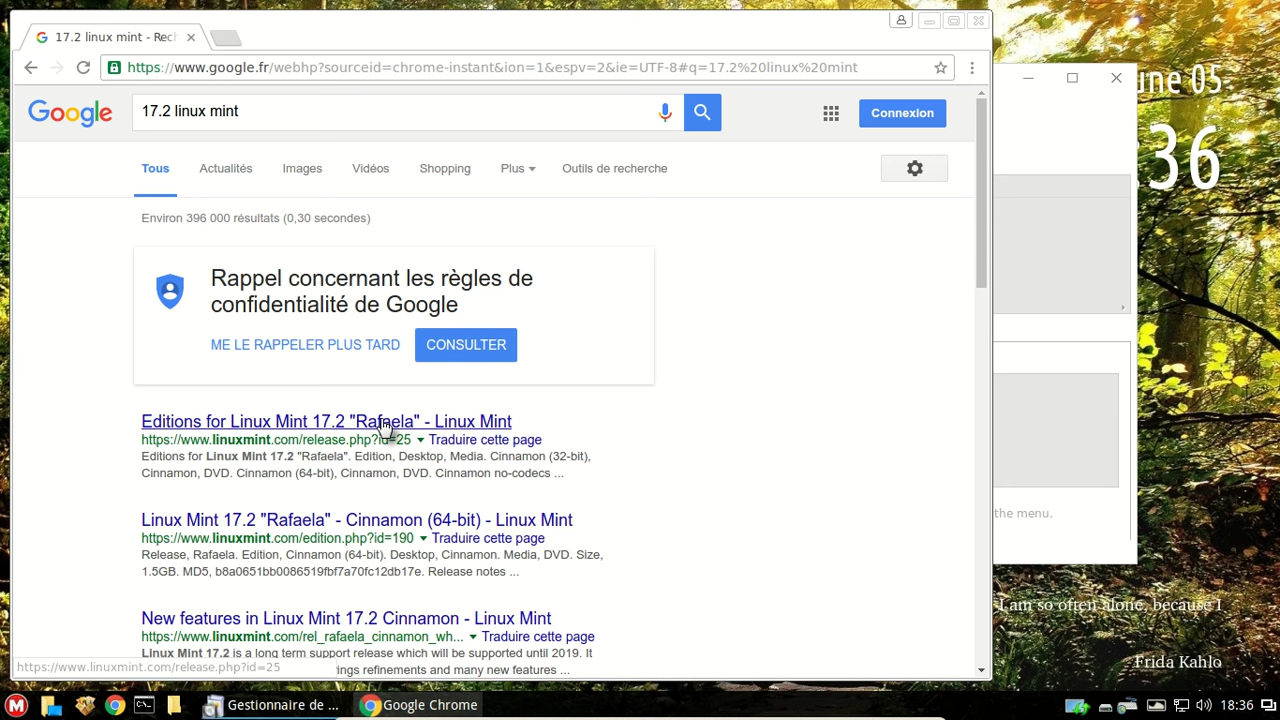 17.2 linux mint - Rech
https://www.google.fr/webhp?sourceid=chrome-instant&ion=1&espv=2&ie=UTF-8#q=17.2%20linux%20mint
Google
17.2 linux mint
Connexion
Tous Actualités Images Vidéos Shopping Plus Outils de recherche
Environ 396 000 résultats (0,30 secondes)
Rappel concernant les règles de
confidentialité de Google
ME LE RAPPELER PLUS TARD CONSULTER
Editions for Linux Mint 17.2 "Rafaela" - Linux Mint
https://www.linuxmint.com/release.php?id=25 Traduire cette page
Editions for Linux Mint 17.2 "Rafaela". Edition, Desktop, Media. Cinnamon (32-bit),
Cinnamon, DVD. Cinnamon (64-bit), Cinnamon, DVD. Cinnamon no-codecs ...
Linux Mint 17.2 "Rafaela" - Cinnamon (64-bit) - Linux Mint
https://www.linuxmint.com/edition.php?id=190 Traduire cette page
Release, Rafaela. Edition, Cinnamon (64-bit). Desktop, Cinnamon. Media, DVD. Size,
1.5GB. MD5, b8a0651bb0086519fbf7a70fc12db17e. Release notes ...
New features in Linux Mint 17.2 Cinnamon - Linux Mint
https://www.linuxmint.com/rel_rafaela_cinnamon_wh... Traduire cette page
Linux Mint 17.2 is a long term support release which will be supported until 2019. It
ings refinements and many new features ...
https://www.linuxmint.com/release.php?id=25
une 05
36
the menu.
I am so often alone, because I
Frida Kahlo
Gestionnaire de ... Google Chrome 18:36